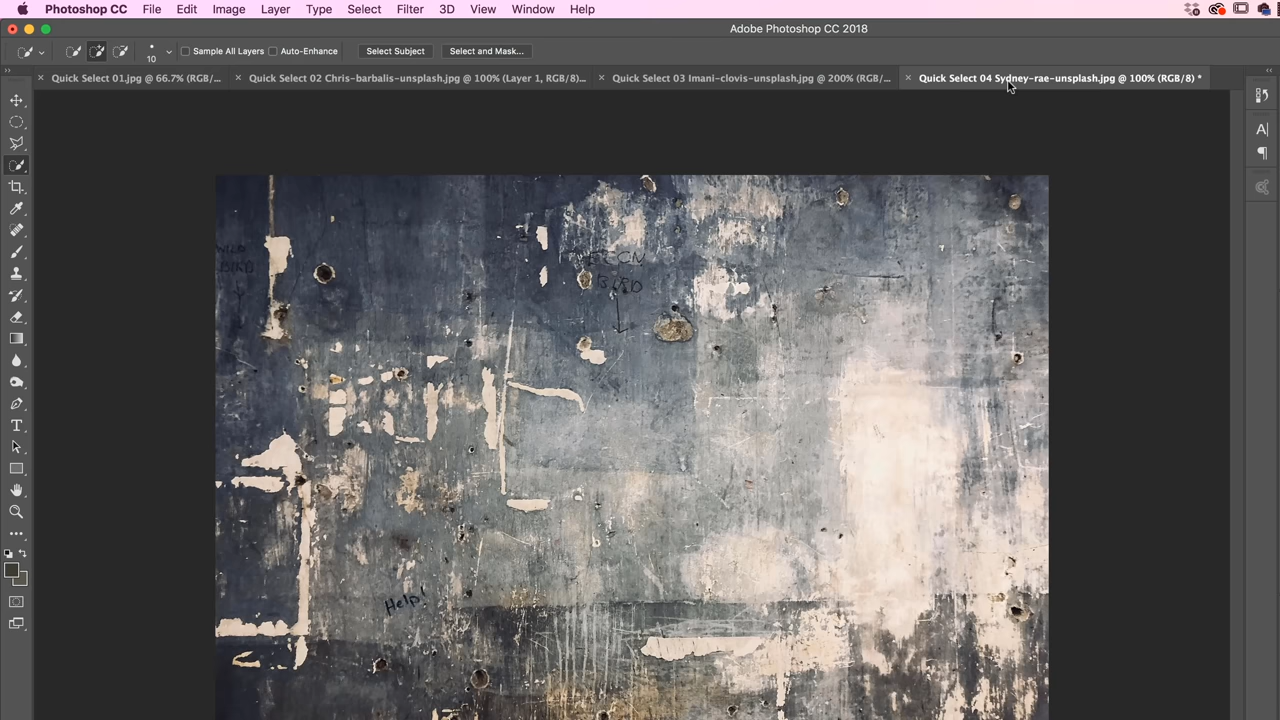 Photoshop CC File Edit Image Layer Type Select Filter 3D View Window Help
Adobe Photoshop CC 2018
10 Sample All Layers Auto-Enhance Select Subject Select and Mask...
Quick Select 01.jpg @ 66.7% (RGB/... Quick Select 02 Chris-barbalis-unsplash.jpg @ 100% (Layer 1, RGB/8)... Quick Select 03 Imani-clovis-unsplash.jpg @ 200% (RGB/... Quick Select 04 Sydney-rae-unsplash.jpg @ 100% (RGB/8) *
BIRD
Help!